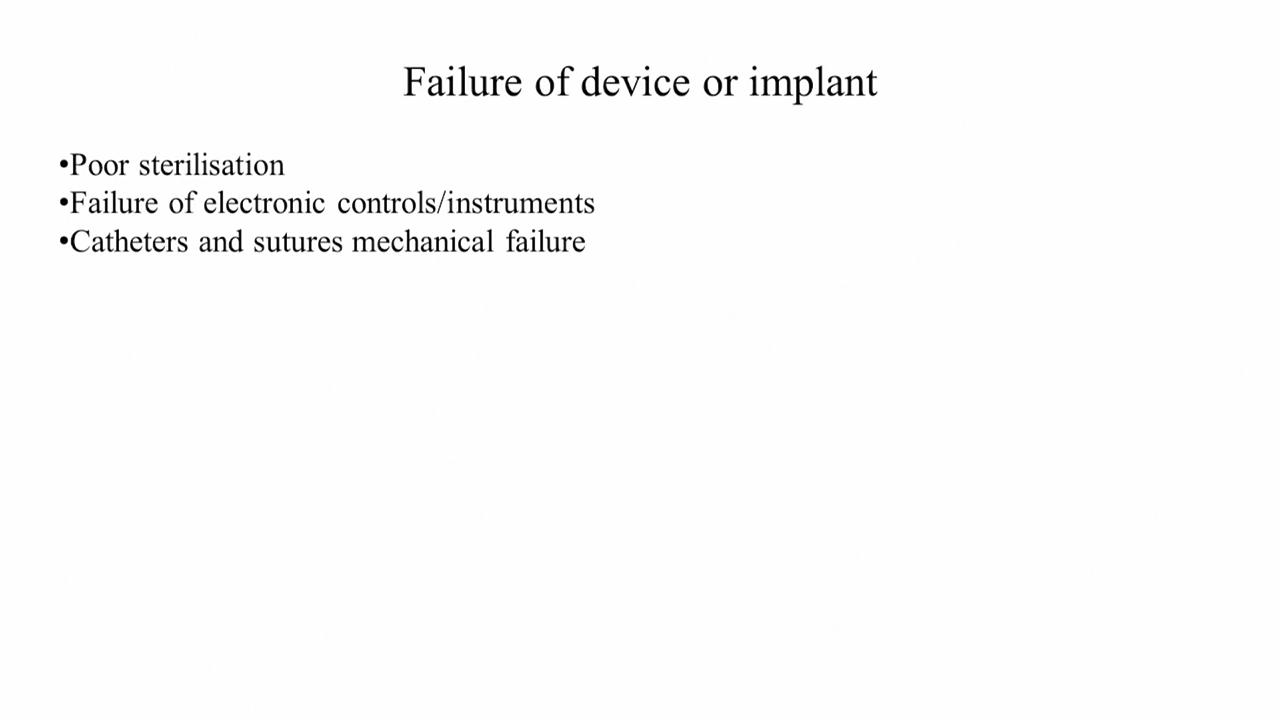 Failure of device or implant
•Poor sterilisation
•Failure of electronic controls/instruments
•Catheters and sutures mechanical failure